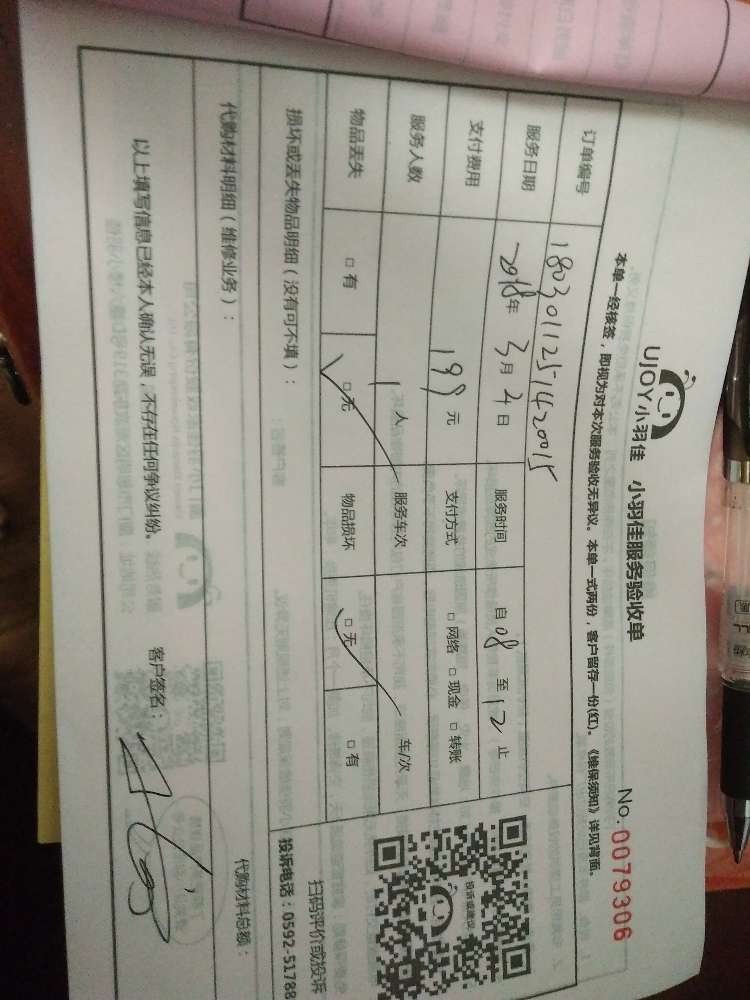 UJOY小羽佳 小羽佳服务验收单 No.0079306
本单一经核签，即视为对本次服务验收无异议。本单一式两份，客户留存一份(红)。《维保须知》详见背面。
订单编号 1803011251420015
服务日期 2018年3月2日 服务时间 自08至12止
支付费用 199元 支付方式 □网络 □现金 □转账
服务人数 1人 服务车次 车/次
物品丢失 □有 □无 物品损坏 □无 □有
损坏或丢失物品明细（没有可不填）：
代购材料明细（维修业务）： 代购材料总额：
以上填写信息已经本人确认无误，不存在任何争议纠纷。 客户签名：
投诉或建议
扫码评价或投诉
投诉电话：0592-51788